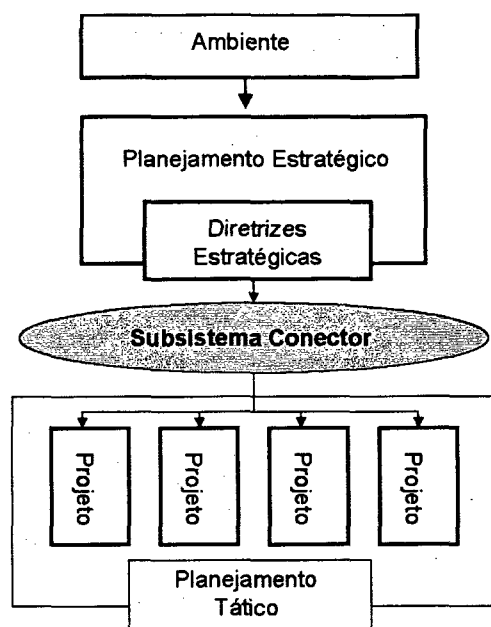 Ambiente
Planejamento Estratégico
Diretrizes
Estratégicas
Subsistema Conector
Projeto
Projeto
Projeto
Projeto
Planejamento
Tático